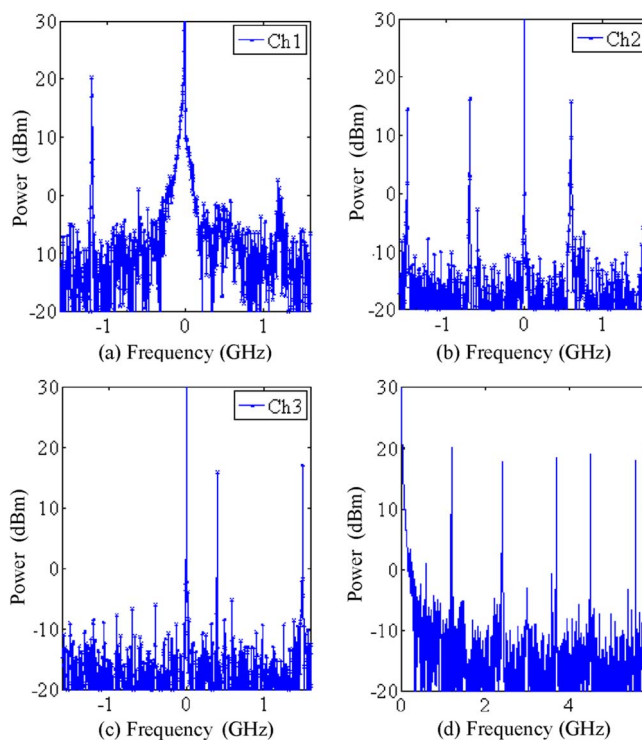 30
20
10
0
10
-20
Power (dBm)
Ch1
-1 0 1
(a) Frequency (GHz)
30
20
10
0
-10
-20
Power (dBm)
Ch2
-1 0 1
(b) Frequency (GHz)
30
20
10
0
-10
-20
Power (dBm)
Ch3
-1 0 1
(c) Frequency (GHz)
30
20
10
0
-10
-20
Power (dBm)
0 2 4
(d) Frequency (GHz)